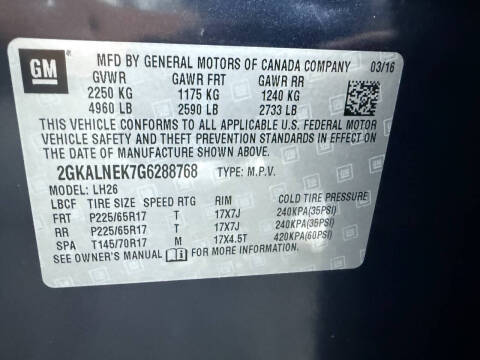 GM
MFD BY GENERAL MOTORS OF CANADA COMPANY 03/16
GVWR GAWR FRT GAWR RR
2250 KG 1175 KG 1240 KG
4960 LB 2590 LB 2733 LB
THIS VEHICLE CONFORMS TO ALL APPLICABLE U.S. FEDERAL MOTOR
VEHICLE SAFETY AND THEFT PREVENTION STANDARDS IN EFFECT ON
THE DATE OF MANUFACTURE SHOWN ABOVE.
2GKALNEK7G6288768 TYPE: M.P.V.
MODEL: LH26
LBCF TIRE SIZE SPEED RTG RIM COLD TIRE PRESSURE
FRT P225/65R17 T 17X7J 240KPA(35PSI)
RR P225/65R17 T 17X7J 240KPA(35PSI)
SPA T145/70R17 M 17X4.5T 420KPA(60PSI)
SEE OWNER'S MANUAL FOR MORE INFORMATION.